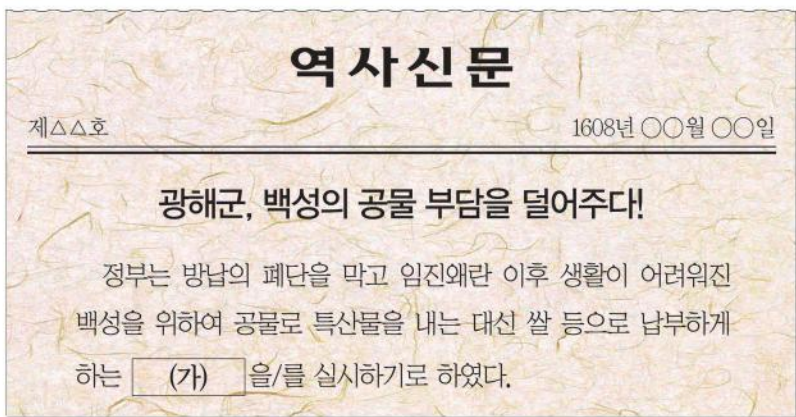 역사신문
제△△호 1608년 ○○월 ○○일
광해군, 백성의 공물 부담을 덜어주다!
정부는 방납의 폐단을 막고 임진왜란 이후 생활이 어려워진
백성을 위하여 공물로 특산물을 내는 대신 쌀 등으로 납부하게
하는 (가) 을/를 실시하기로 하였다.